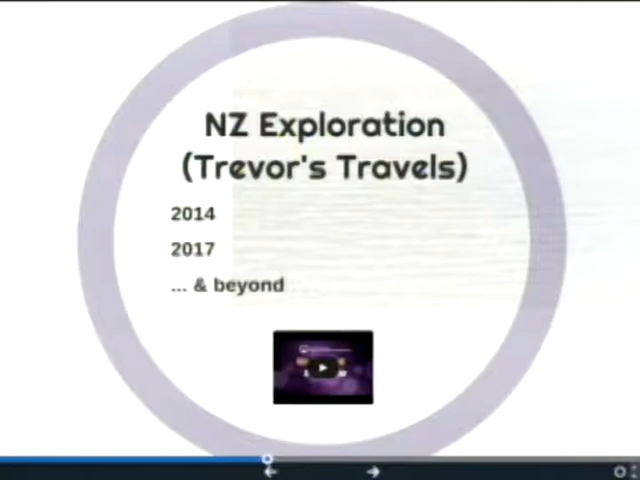 NZ Exploration
(Trevor's Travels)
2014
2017
... & beyond